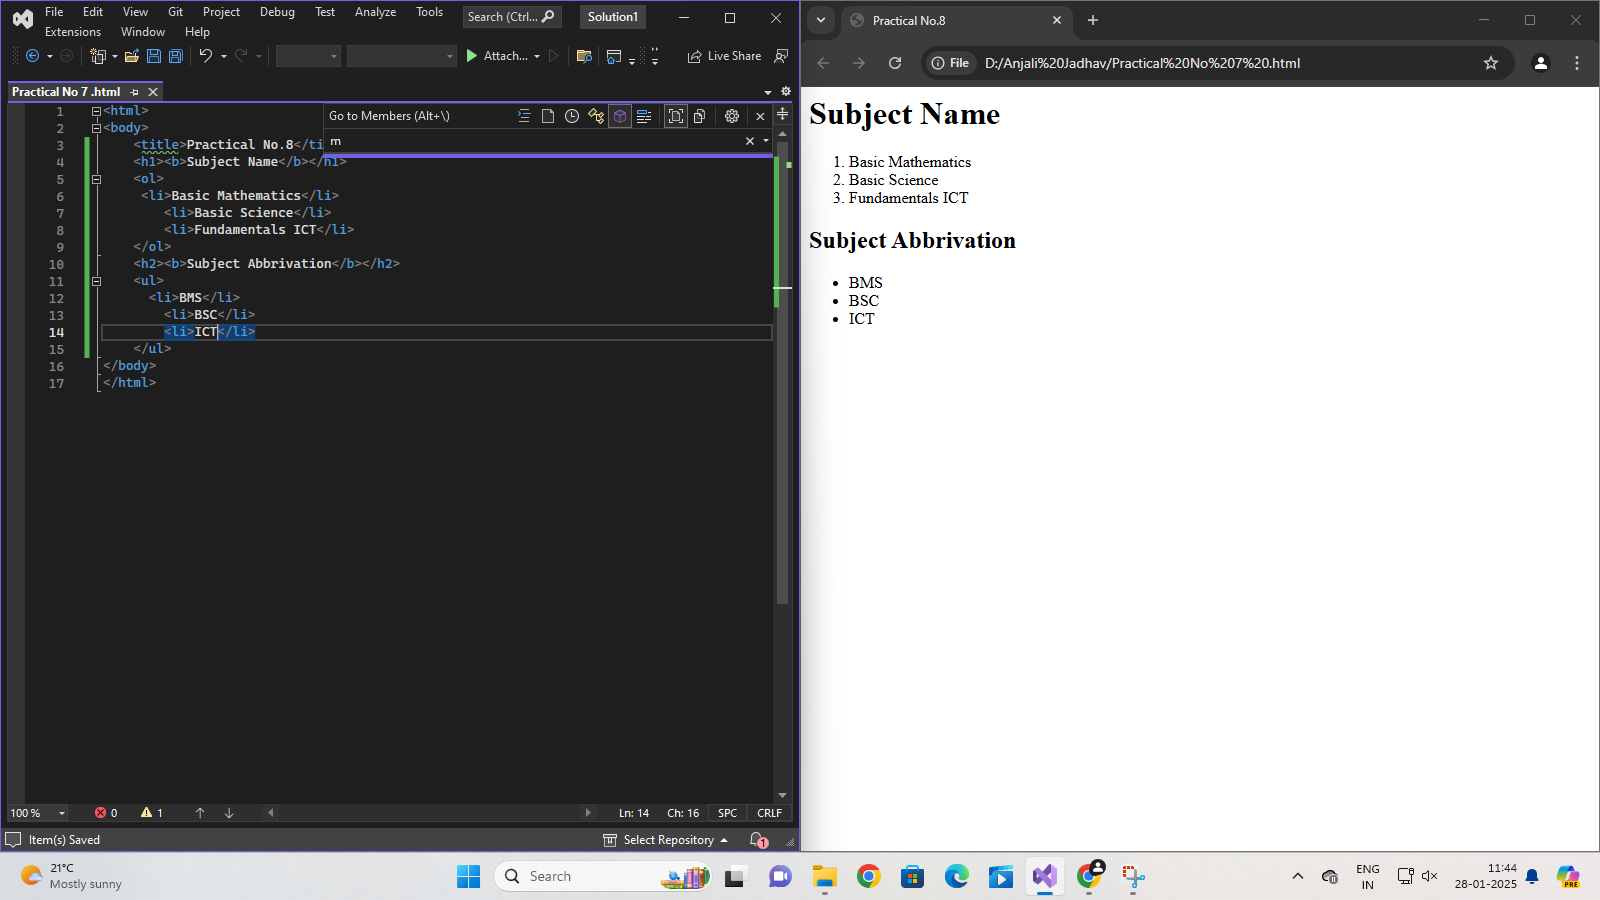 File Edit View Git Project Debug Test Analyze Tools Search (Ctrl... Solution1
Extensions Window Help
Attach... Live Share
Practical No 7 .html
Go to Members (Alt+\)
m
1 <html>
2 <body>
3 <title>Practical No.8</ti
4 <h1><b>Subject Name</b></h1>
5 <ol>
6 <li>Basic Mathematics</li>
7 <li>Basic Science</li>
8 <li>Fundamentals ICT</li>
9 </ol>
10 <h2><b>Subject Abbrivation</b></h2>
11 <ul>
12 <li>BMS</li>
13 <li>BSC</li>
14 <li>ICT</li>
15 </ul>
16 </body>
17 </html>
100 % 0 1 Ln: 14 Ch: 16 SPC CRLF
Item(s) Saved Select Repository 1
Practical No.8
File D:/Anjali%20Jadhav/Practical%20No%207%20.html
Subject Name
1. Basic Mathematics
2. Basic Science
3. Fundamentals ICT
Subject Abbrivation
• BMS
• BSC
• ICT
21°C
Mostly sunny
Search
ENG
IN
11:44
28-01-2025
PRE